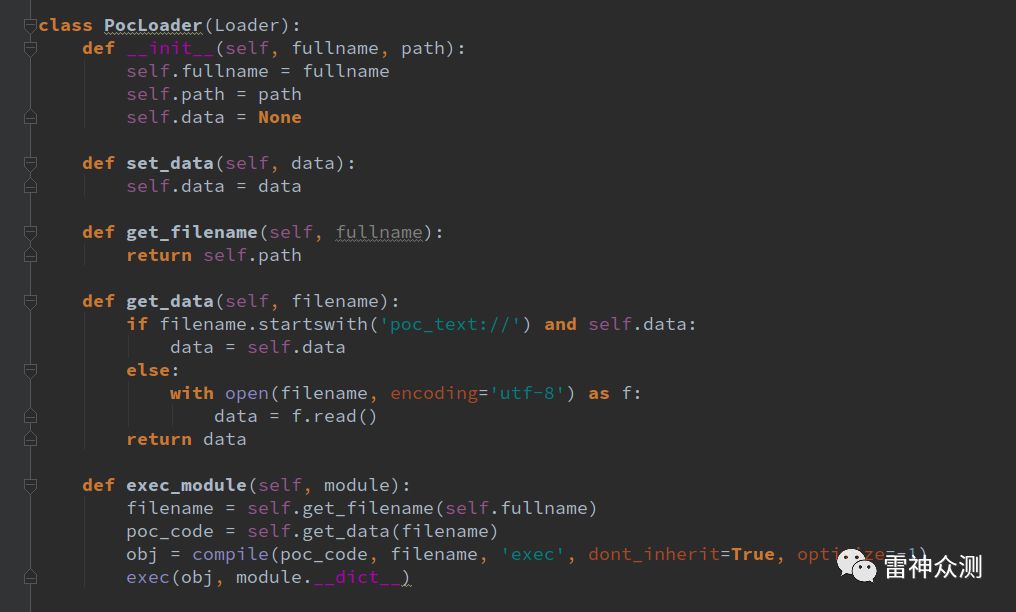 class PocLoader(Loader):
    def __init__(self, fullname, path):
        self.fullname = fullname
        self.path = path
        self.data = None

    def set_data(self, data):
        self.data = data

    def get_filename(self, fullname):
        return self.path

    def get_data(self, filename):
        if filename.startswith('poc_text://') and self.data:
            data = self.data
        else:
            with open(filename, encoding='utf-8') as f:
                data = f.read()
        return data

    def exec_module(self, module):
        filename = self.get_filename(self.fullname)
        poc_code = self.get_data(filename)
        obj = compile(poc_code, filename, 'exec', dont_inherit=True, optimize=-1)
        exec(obj, module.__dict__)
雷神众测